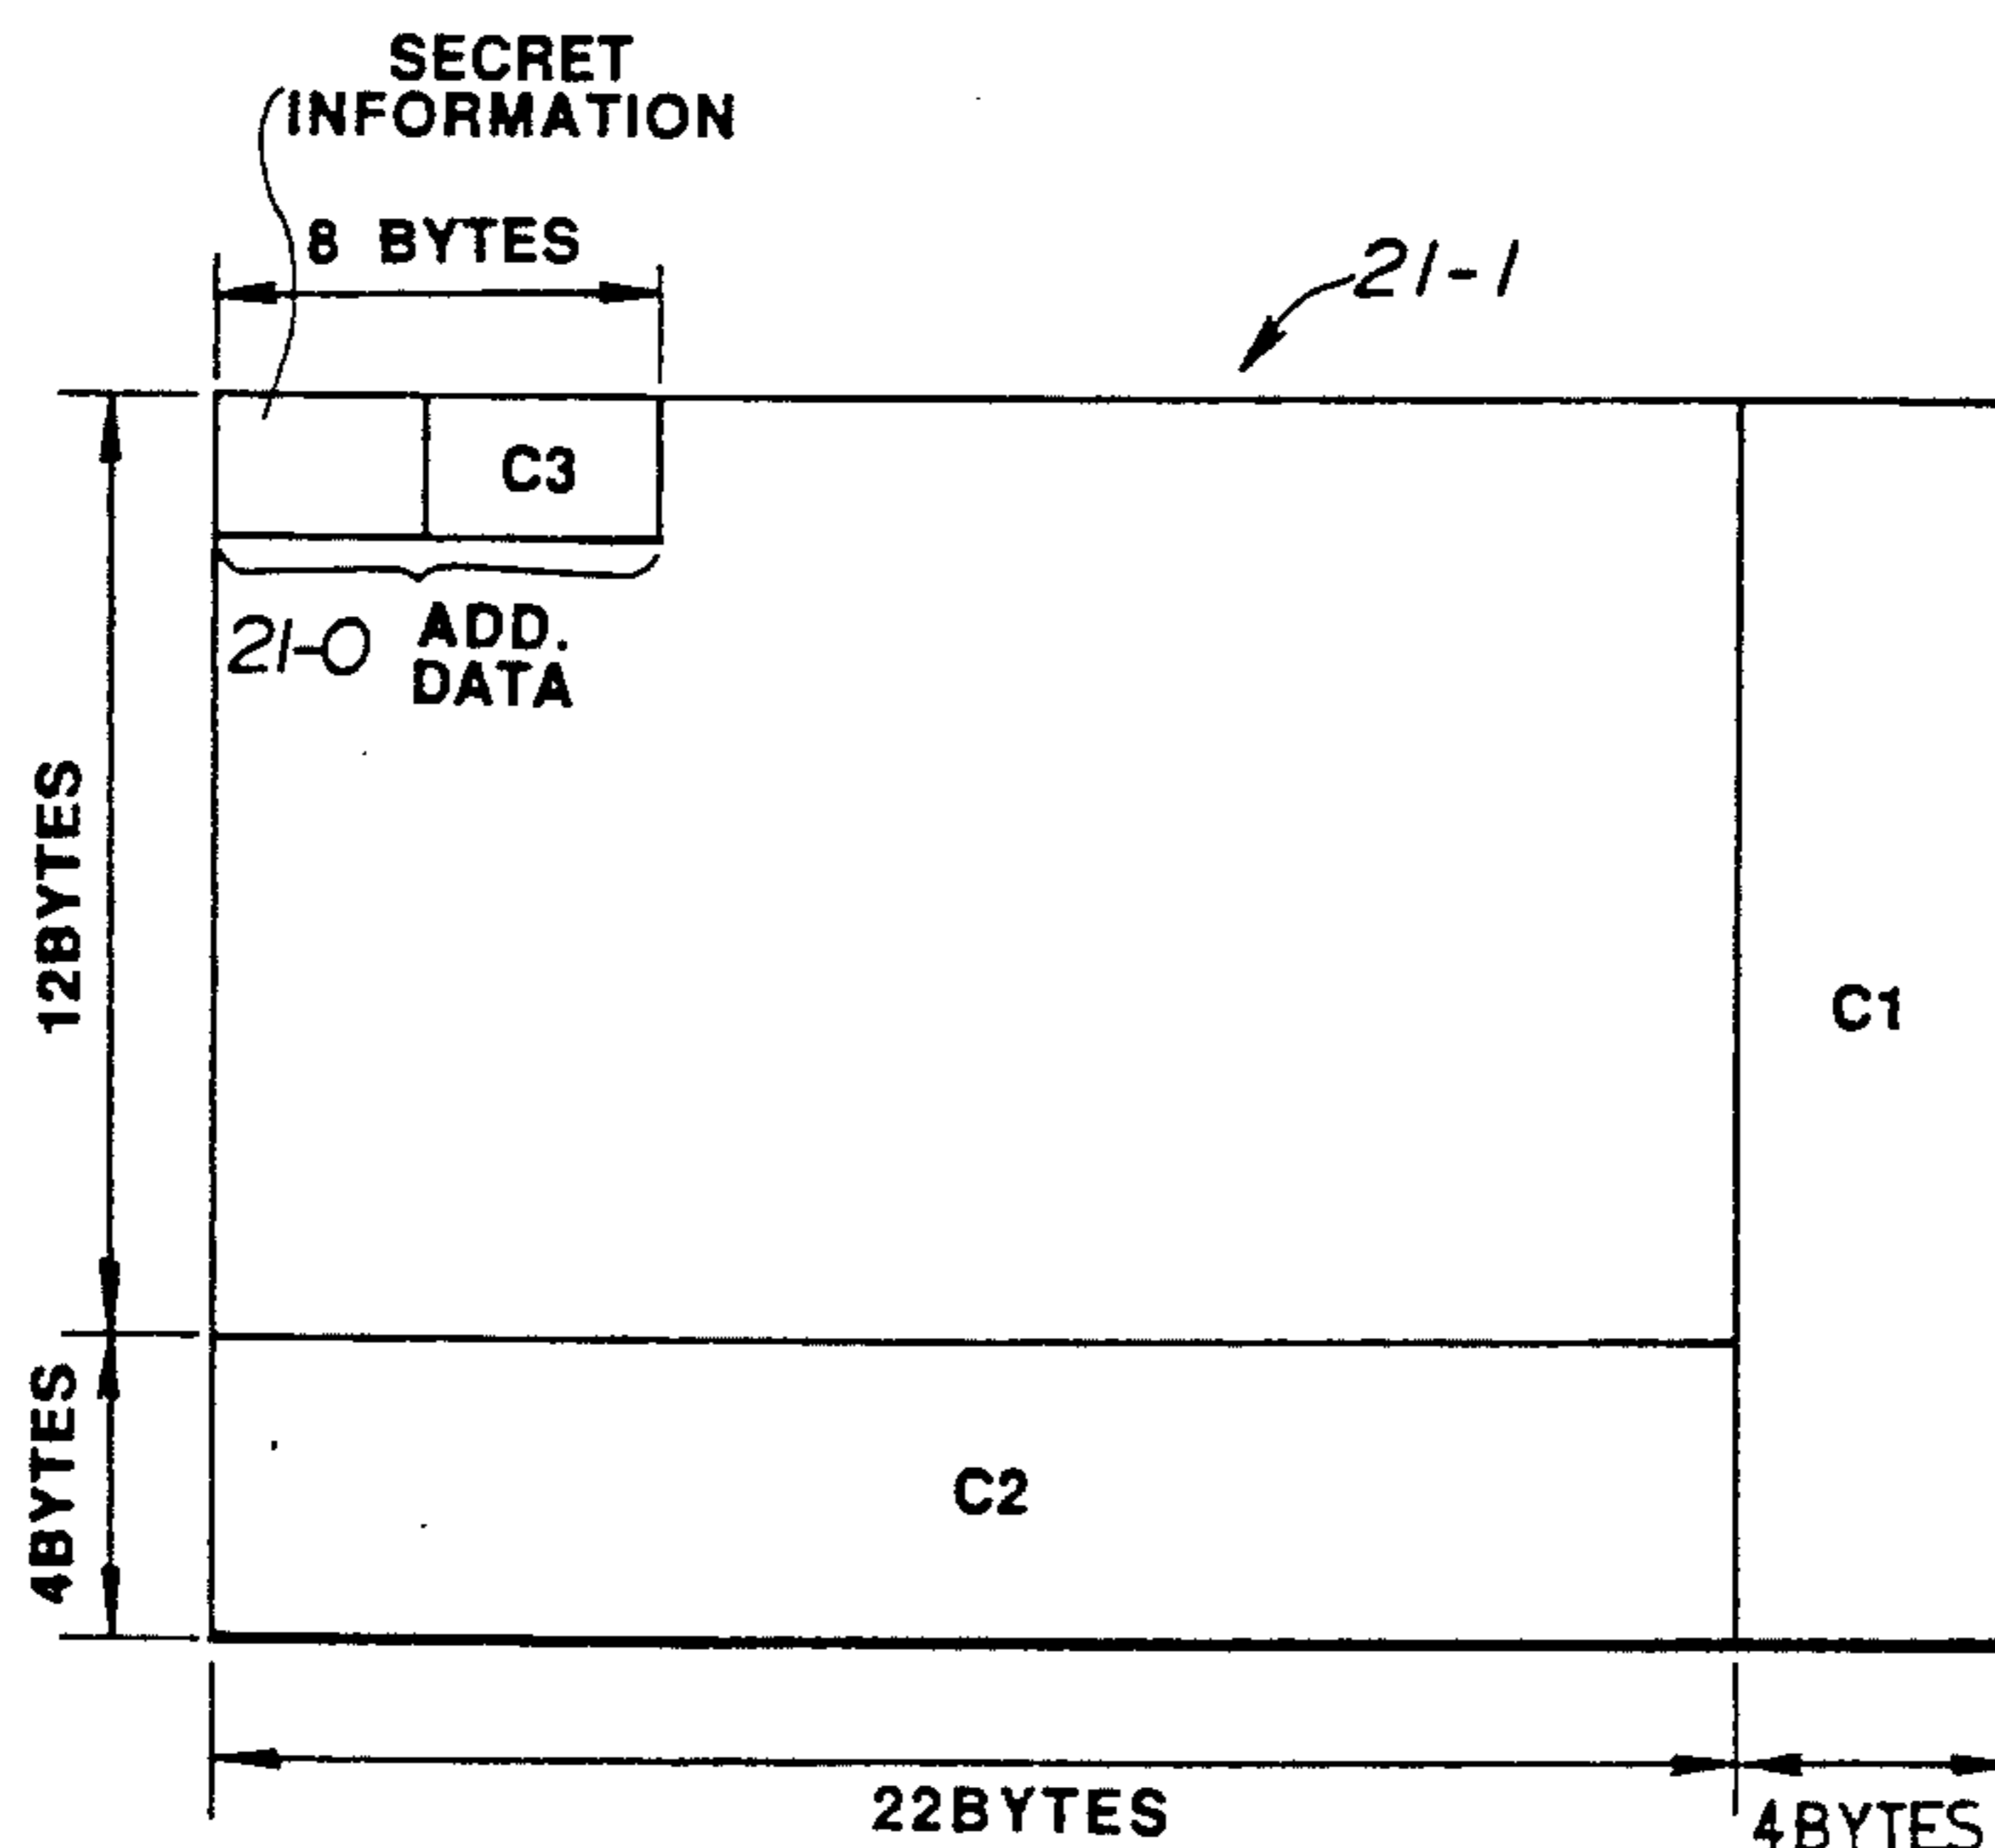 SECRET
INFORMATION
8 BYTES
21-1
C3
21-0
ADD.
DATA
12BYTES
C1
4BYTES
C2
22BYTES
4BYTES